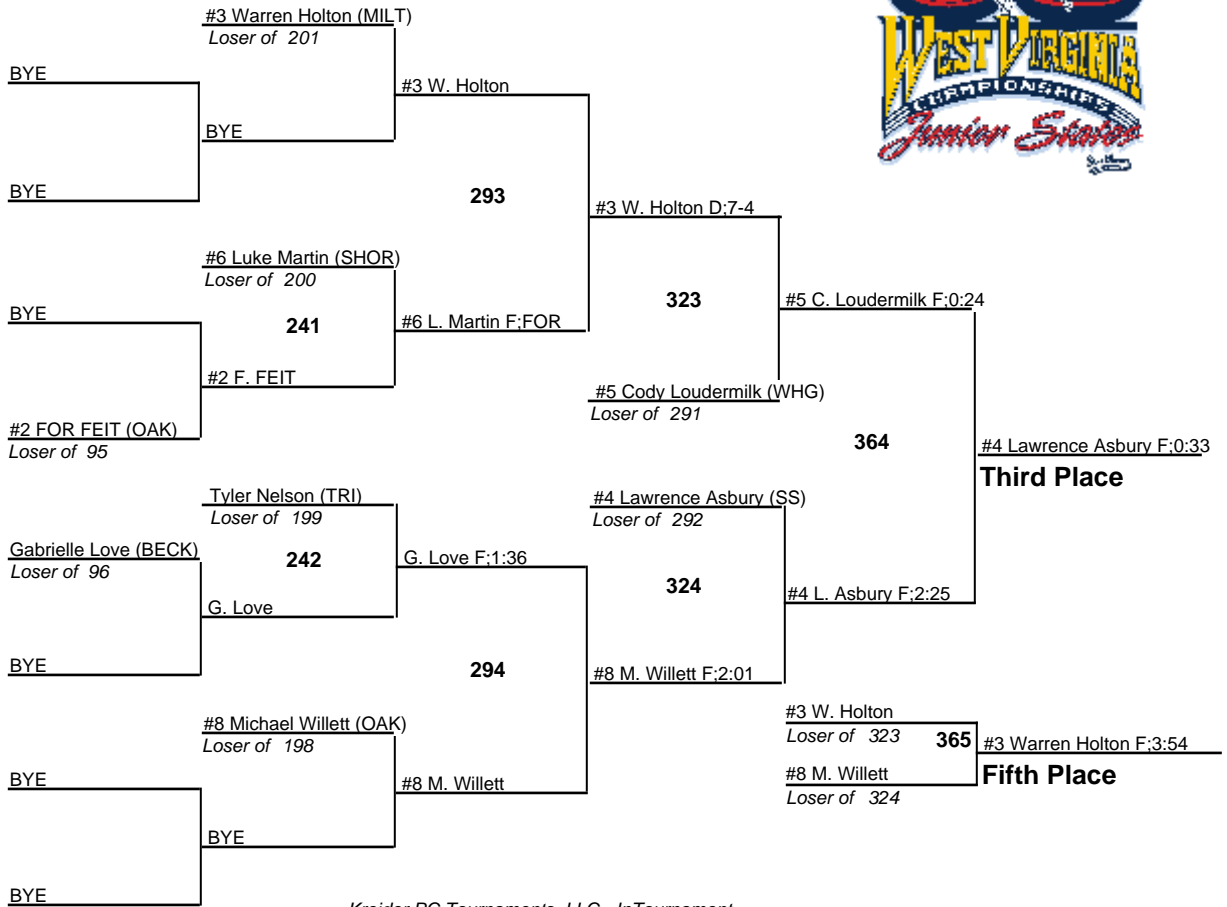 #3 Warren Holton (MILT)
Loser of 201
BYE
#3 W. Holton
BYE
BYE
293
#3 W. Holton D;7-4
#6 Luke Martin (SHOR)
Loser of 200
BYE
241
#6 L. Martin F;FOR
323
#5 C. Loudermilk F;0:24
#2 F. FEIT
#5 Cody Loudermilk (WHG)
Loser of 291
#2 FOR FEIT (OAK)
Loser of 95
364
#4 Lawrence Asbury F;0:33
Third Place
Tyler Nelson (TRI)
Loser of 199
#4 Lawrence Asbury (SS)
Loser of 292
Gabrielle Love (BECK)
Loser of 96
242
G. Love F;1:36
324
G. Love
#4 L. Asbury F;2:25
BYE
294
#8 M. Willett F;2:01
#8 Michael Willett (OAK)
Loser of 198
#3 W. Holton
Loser of 323
365
#3 Warren Holton F;3:54
Fifth Place
BYE
#8 M. Willett
#8 M. Willett
Loser of 324
BYE
BYE
WEST VIRGINIA
CHAMPIONSHIPS
Junior States